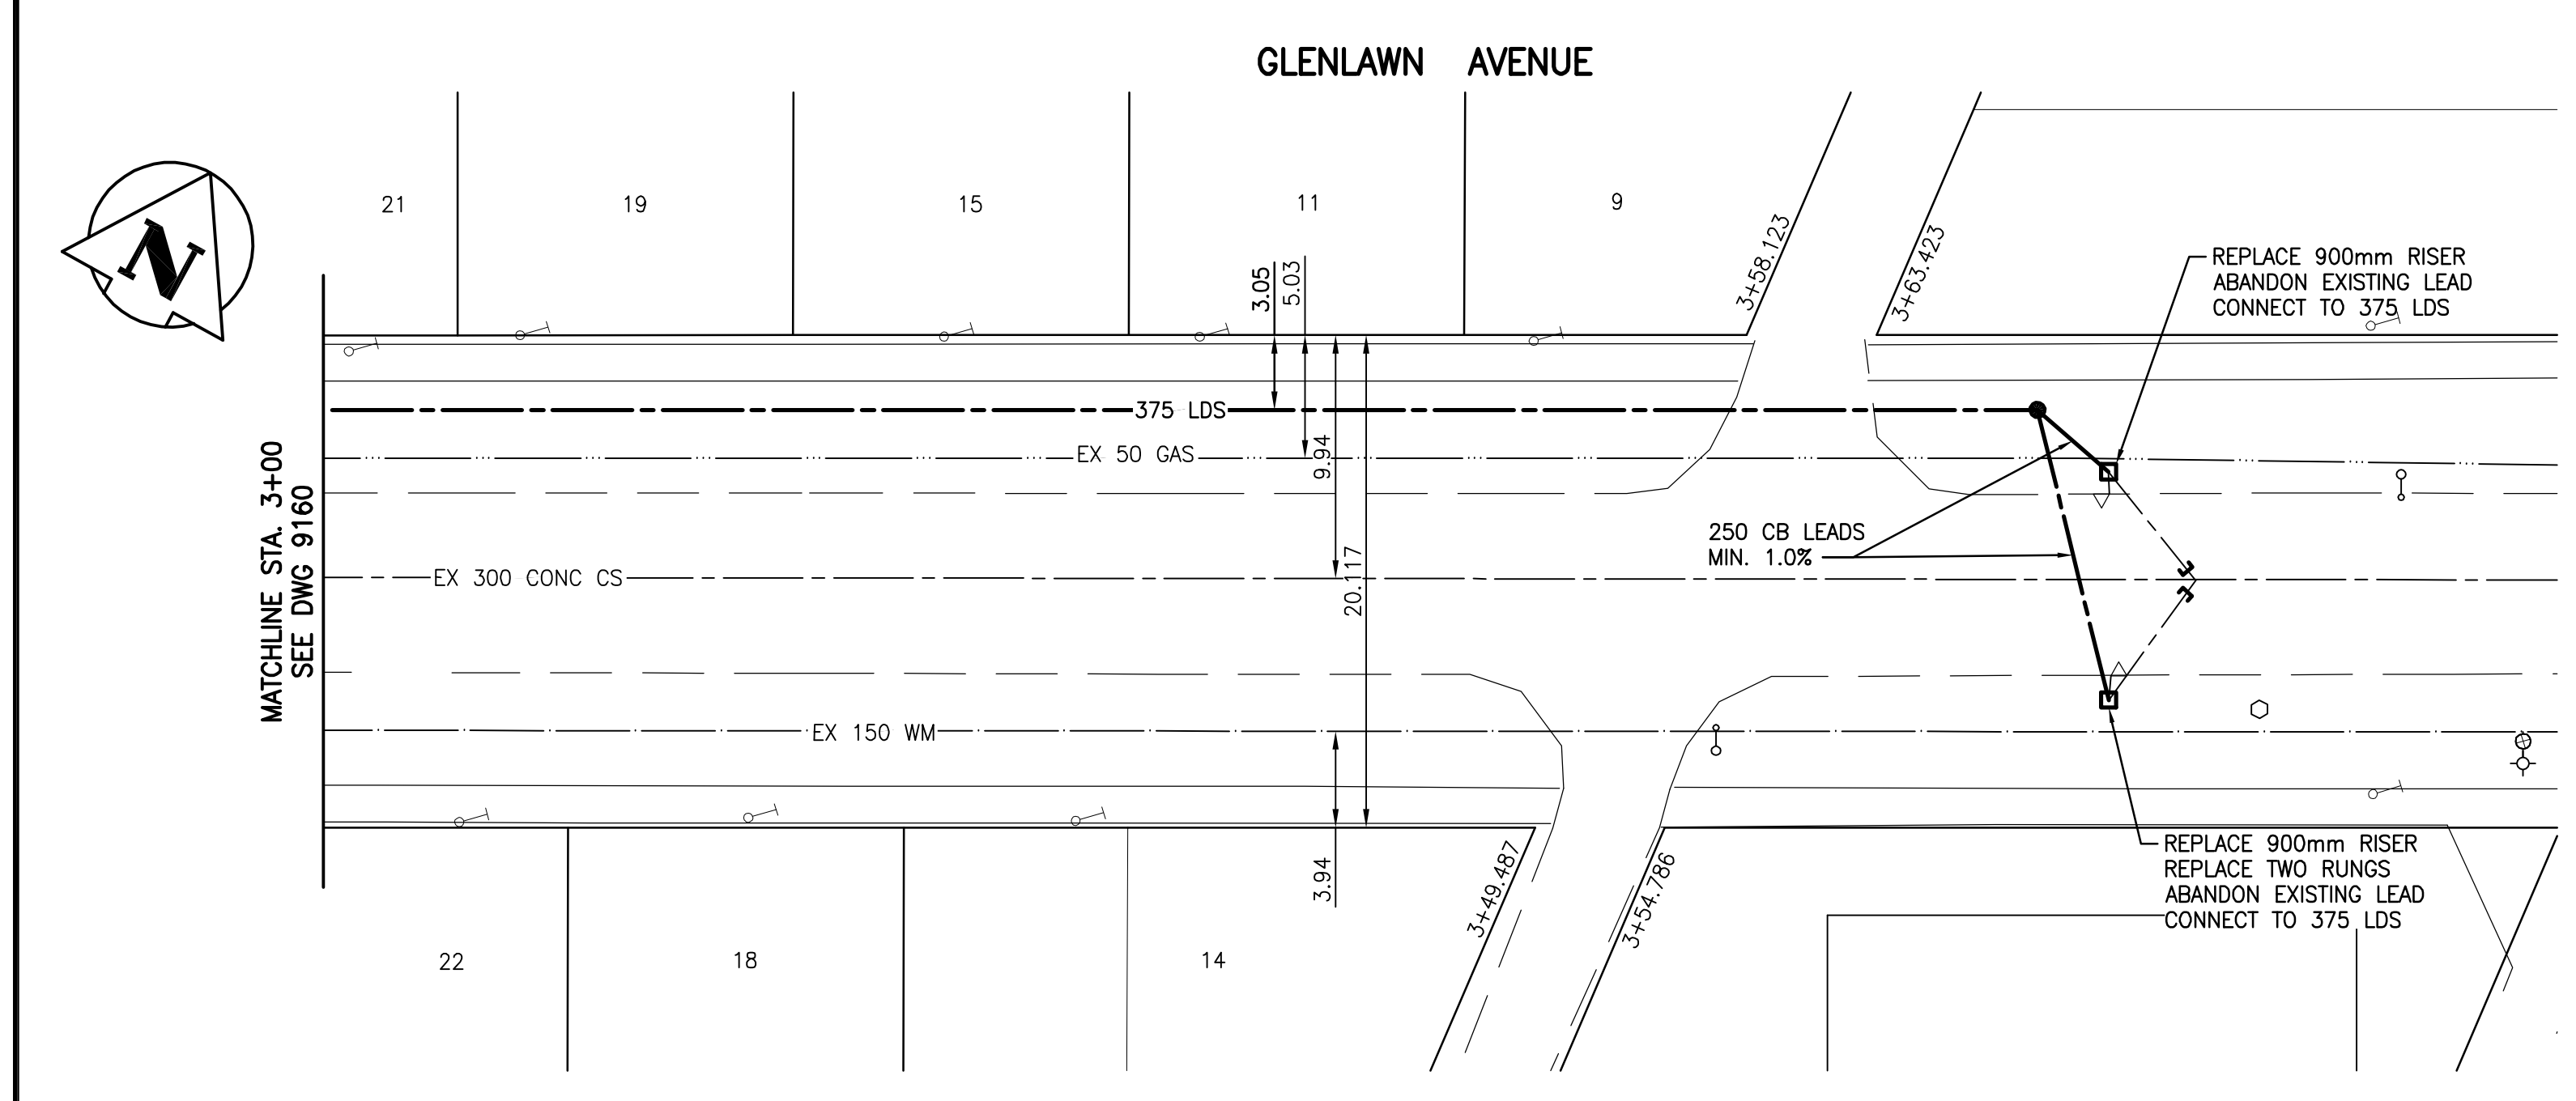 GLENLAWN AVENUE
21
19
15
11
9
N
3+58.123
3+63.423
REPLACE 900mm RISER
ABANDON EXISTING LEAD
CONNECT TO 375 LDS
3.05
5.03
375 LDS
EX 50 GAS
9.94
MATCHLINE STA. 3+00
SEE DWG 9160
250 CB LEADS
MIN. 1.0%
EX 300 CONC CS
20.117
EX 150 WM
3.94
3+49.487
3+54.786
REPLACE 900mm RISER
REPLACE TWO RUNGS
ABANDON EXISTING LEAD
CONNECT TO 375 LDS
22
18
14